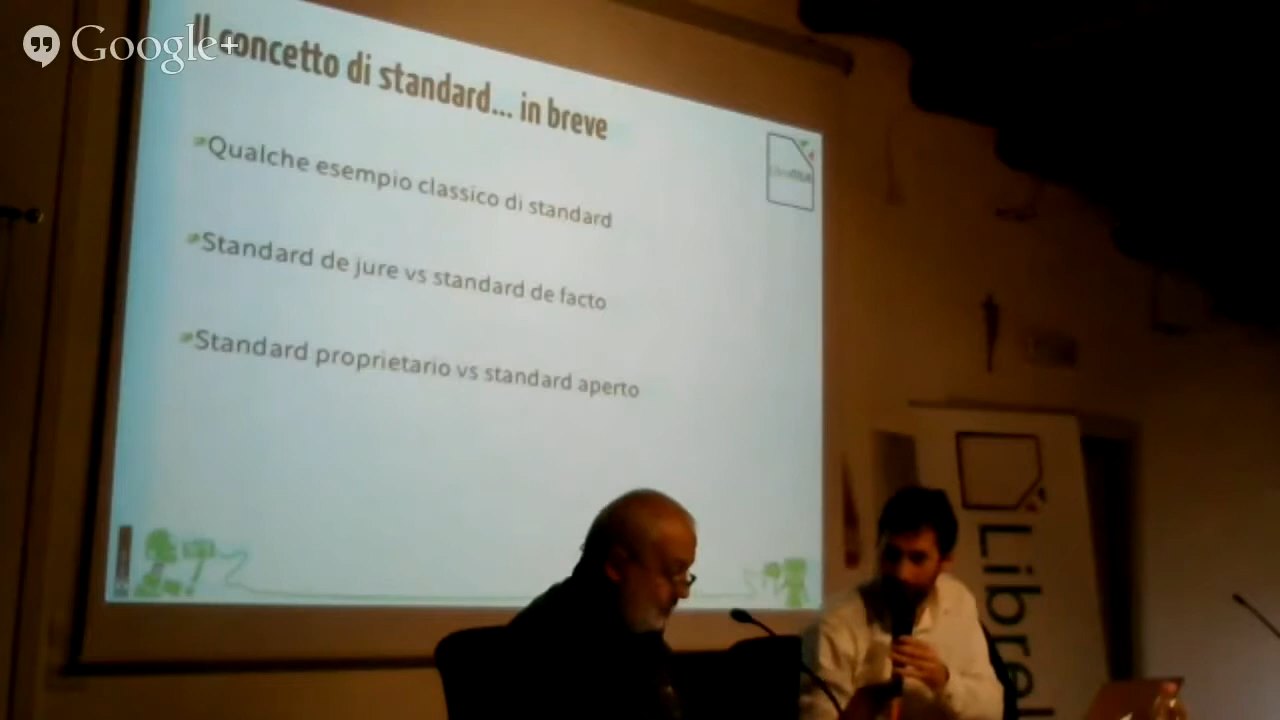 Google+
Il concetto di standard... in breve
Qualche esempio classico di standard
Standard de jure vs standard de facto
Standard proprietario vs standard aperto
LibreI